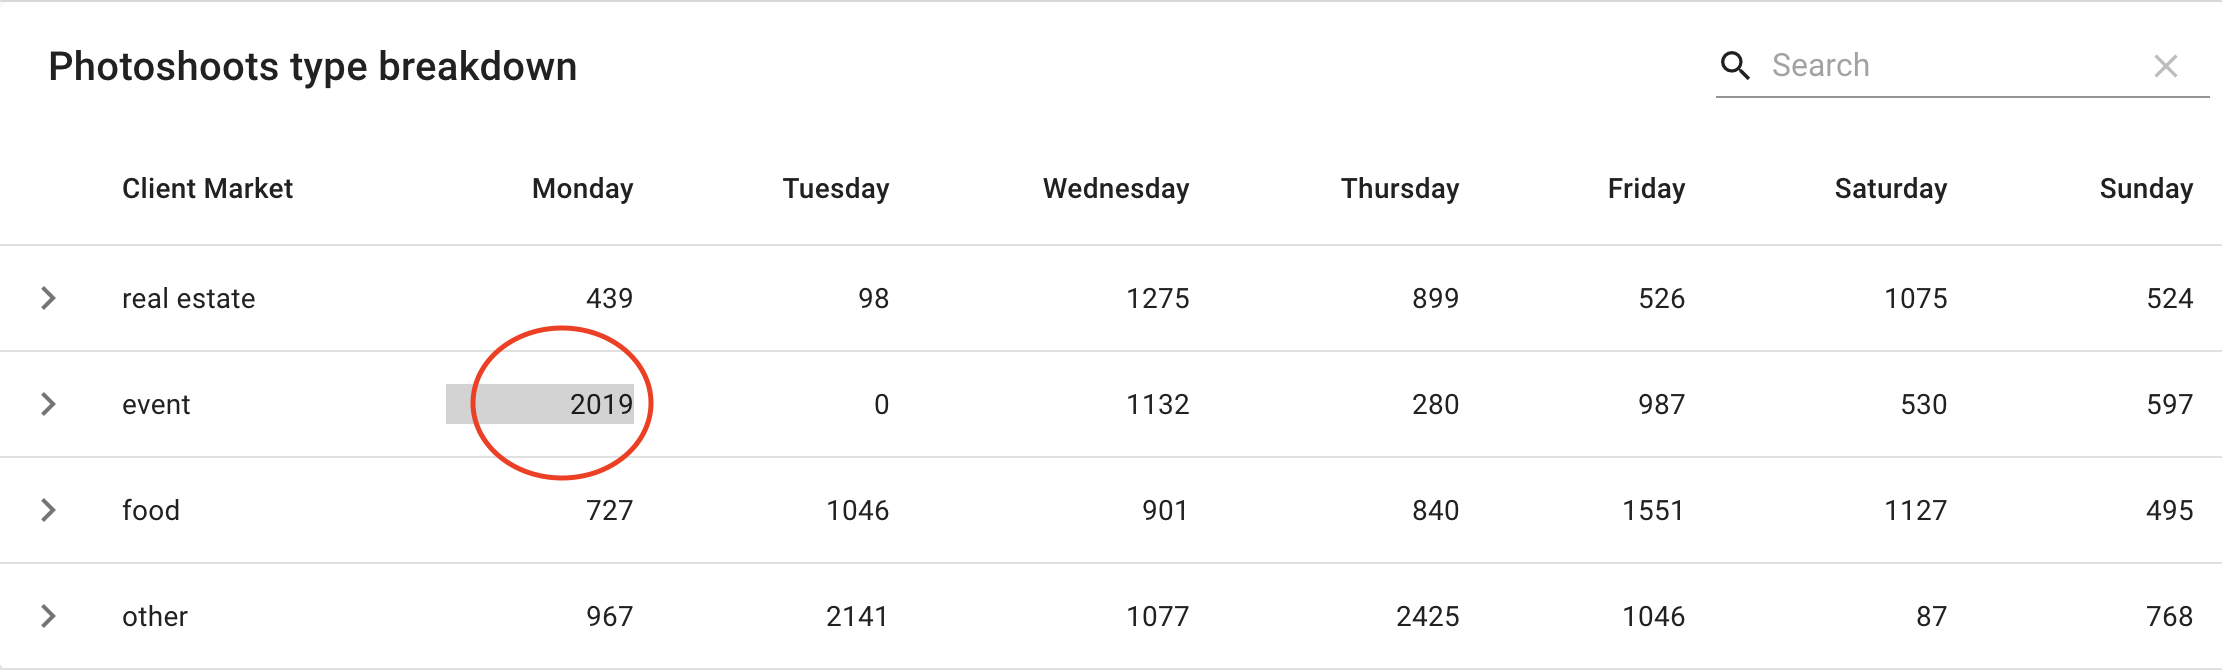 Photoshoots type breakdown Search
Client Market Monday Tuesday Wednesday Thursday Friday Saturday Sunday
real estate 439 98 1275 899 526 1075 524
event 2019 0 1132 280 987 530 597
food 727 1046 901 840 1551 1127 495
other 967 2141 1077 2425 1046 87 768